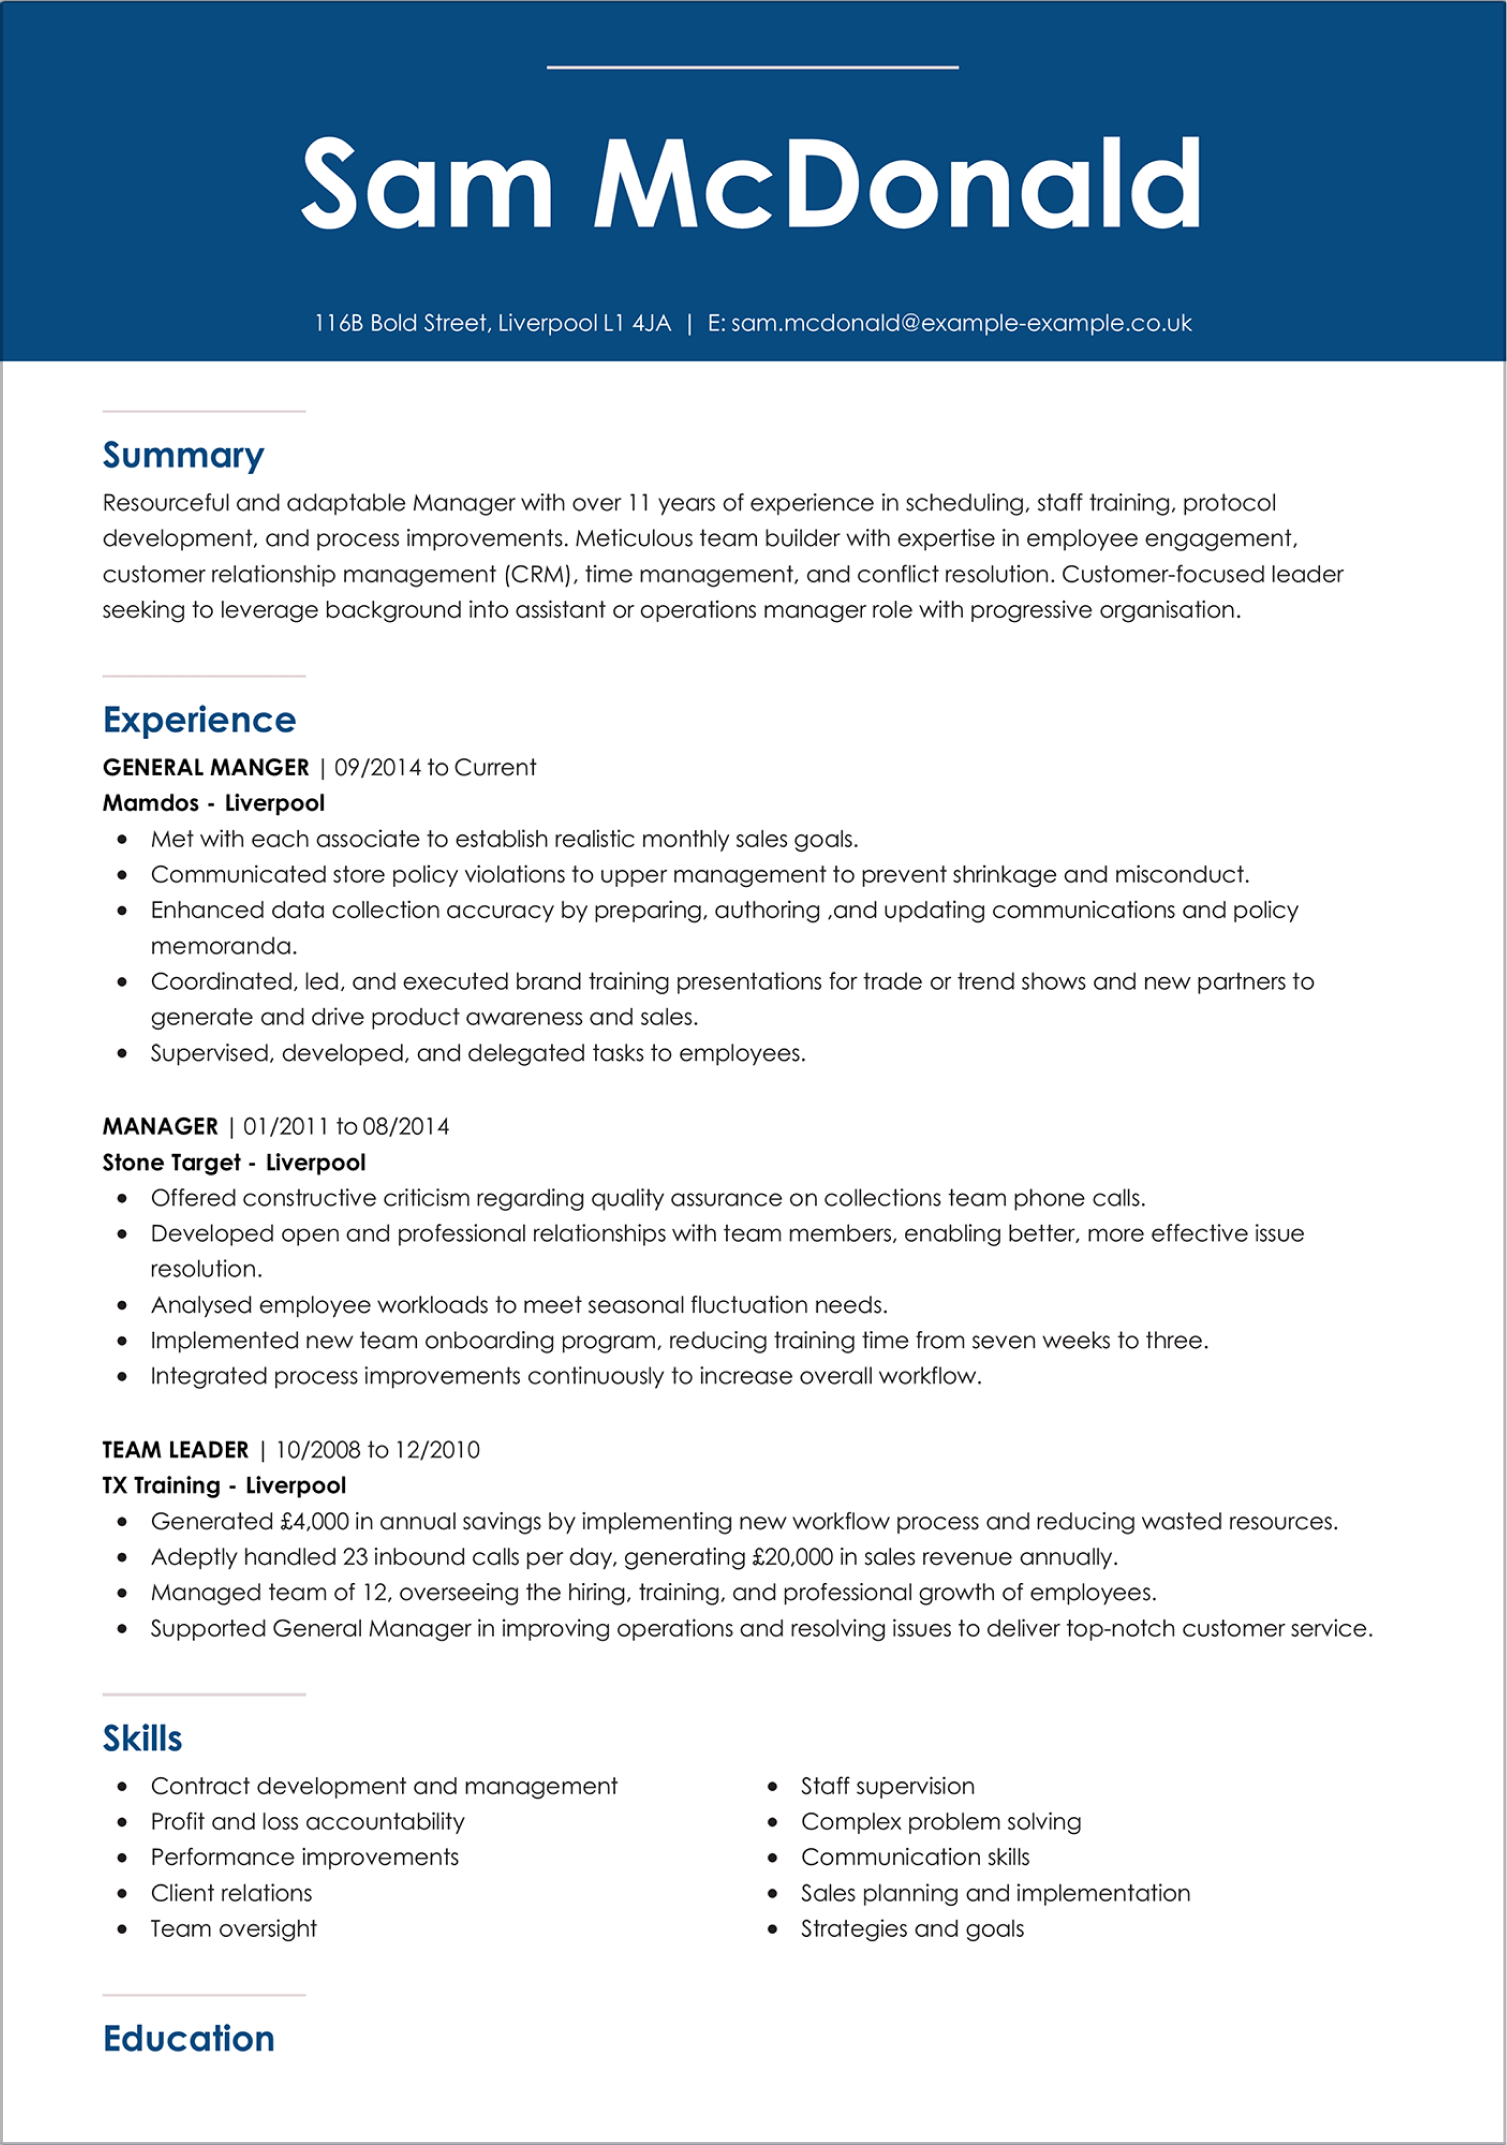 Sam McDonald
116B Bold Street, Liverpool L1 4JA | E: sam.mcdonald@example-example.co.uk
Summary
Resourceful and adaptable Manager with over 11 years of experience in scheduling, staff training, protocol
development, and process improvements. Meticulous team builder with expertise in employee engagement,
customer relationship management (CRM), time management, and conflict resolution. Customer-focused leader
seeking to leverage background into assistant or operations manager role with progressive organisation.
Experience
GENERAL MANGER | 09/2014 to Current
Mamdos - Liverpool
• Met with each associate to establish realistic monthly sales goals.
• Communicated store policy violations to upper management to prevent shrinkage and misconduct.
• Enhanced data collection accuracy by preparing, authoring ,and updating communications and policy
memoranda.
• Coordinated, led, and executed brand training presentations for trade or trend shows and new partners to
generate and drive product awareness and sales.
• Supervised, developed, and delegated tasks to employees.
MANAGER | 01/2011 to 08/2014
Stone Target - Liverpool
• Offered constructive criticism regarding quality assurance on collections team phone calls.
• Developed open and professional relationships with team members, enabling better, more effective issue
resolution.
• Analysed employee workloads to meet seasonal fluctuation needs.
• Implemented new team onboarding program, reducing training time from seven weeks to three.
• Integrated process improvements continuously to increase overall workflow.
TEAM LEADER | 10/2008 to 12/2010
TX Training - Liverpool
• Generated £4,000 in annual savings by implementing new workflow process and reducing wasted resources.
• Adeptly handled 23 inbound calls per day, generating £20,000 in sales revenue annually.
• Managed team of 12, overseeing the hiring, training, and professional growth of employees.
• Supported General Manager in improving operations and resolving issues to deliver top-notch customer service.
Skills
• Contract development and management
• Profit and loss accountability
• Performance improvements
• Client relations
• Team oversight
• Staff supervision
• Complex problem solving
• Communication skills
• Sales planning and implementation
• Strategies and goals
Education